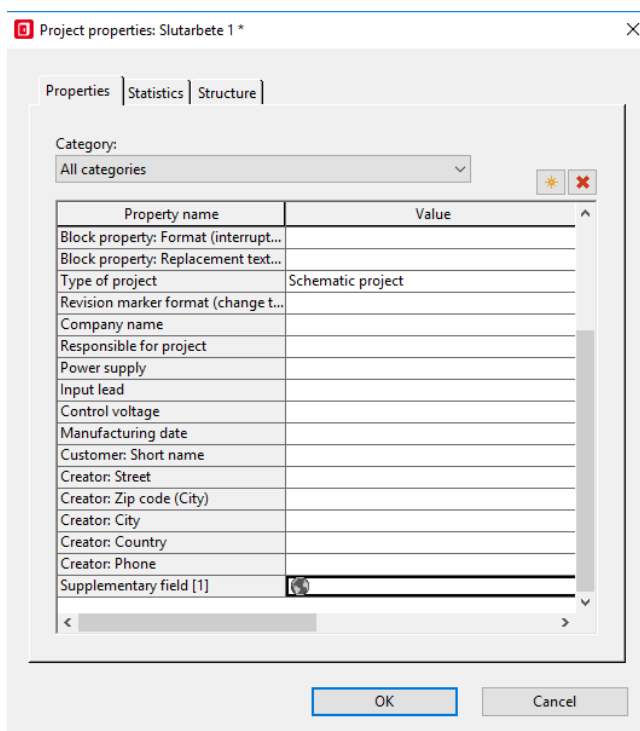 Project properties: Slutarbete 1 *
Properties Statistics Structure
Category:
All categories
Property name Value
Block property: Format (interrupt...
Block property: Replacement text...
Type of project Schematic project
Revision marker format (change t...
Company name
Responsible for project
Power supply
Input lead
Control voltage
Manufacturing date
Customer: Short name
Creator: Street
Creator: Zip code (City)
Creator: City
Creator: Country
Creator: Phone
Supplementary field [1]
OK Cancel